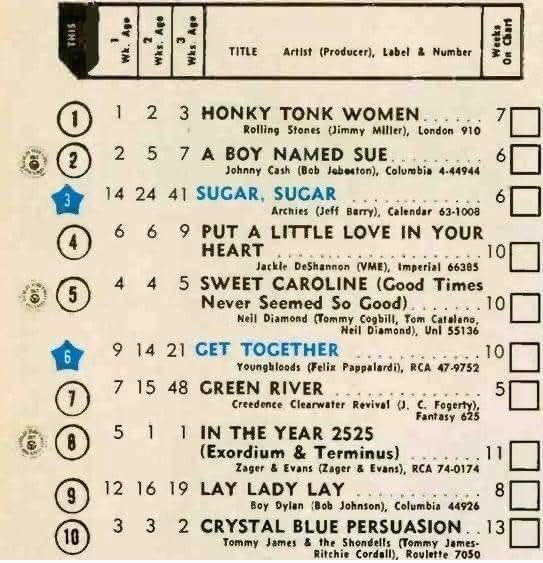 THIS
1 Wk. Ago
2 Wks. Ago
3 Wks. Ago
TITLE Artist (Producer), Label & Number
Weeks On Chart
1 1 2 3 HONKY TONK WOMEN . . . . . . 7
Rolling Stones (Jimmy Miller), London 910
2 2 5 7 A BOY NAMED SUE . . . . . . . . . 6
Johnny Cash (Bob Johnston), Columbia 4-44944
3 14 24 41 SUGAR, SUGAR . . . . . . . . . . . . 6
Archies (Jeff Barry), Calendar 63-1008
4 6 6 9 PUT A LITTLE LOVE IN YOUR
HEART . . . . . . . . . . . . . . . . . . . 10
Jackie DeShannon (VME), Imperial 66385
5 4 4 5 SWEET CAROLINE (Good Times
Never Seemed So Good) . . . . . . . 10
Neil Diamond (Tommy Cogbill, Tom Catalano,
Neil Diamond), Uni 55136
6 9 14 21 GET TOGETHER . . . . . . . . . . . 10
Youngbloods (Felix Pappalardi), RCA 47-9752
7 7 15 48 GREEN RIVER . . . . . . . . . . . . . 5
Creedence Clearwater Revival (J. C. Fogerty),
Fantasy 625
8 5 1 1 IN THE YEAR 2525
(Exordium & Terminus) . . . . . . . . 11
Zager & Evans (Zager & Evans), RCA 74-0174
9 12 16 19 LAY LADY LAY . . . . . . . . . . . . 8
Boy Dylan (Bob Johnson), Columbia 44926
10 3 3 2 CRYSTAL BLUE PERSUASION . . 13
Tommy James & the Shondells (Tommy James-
Ritchie Cordell), Roulette 7050